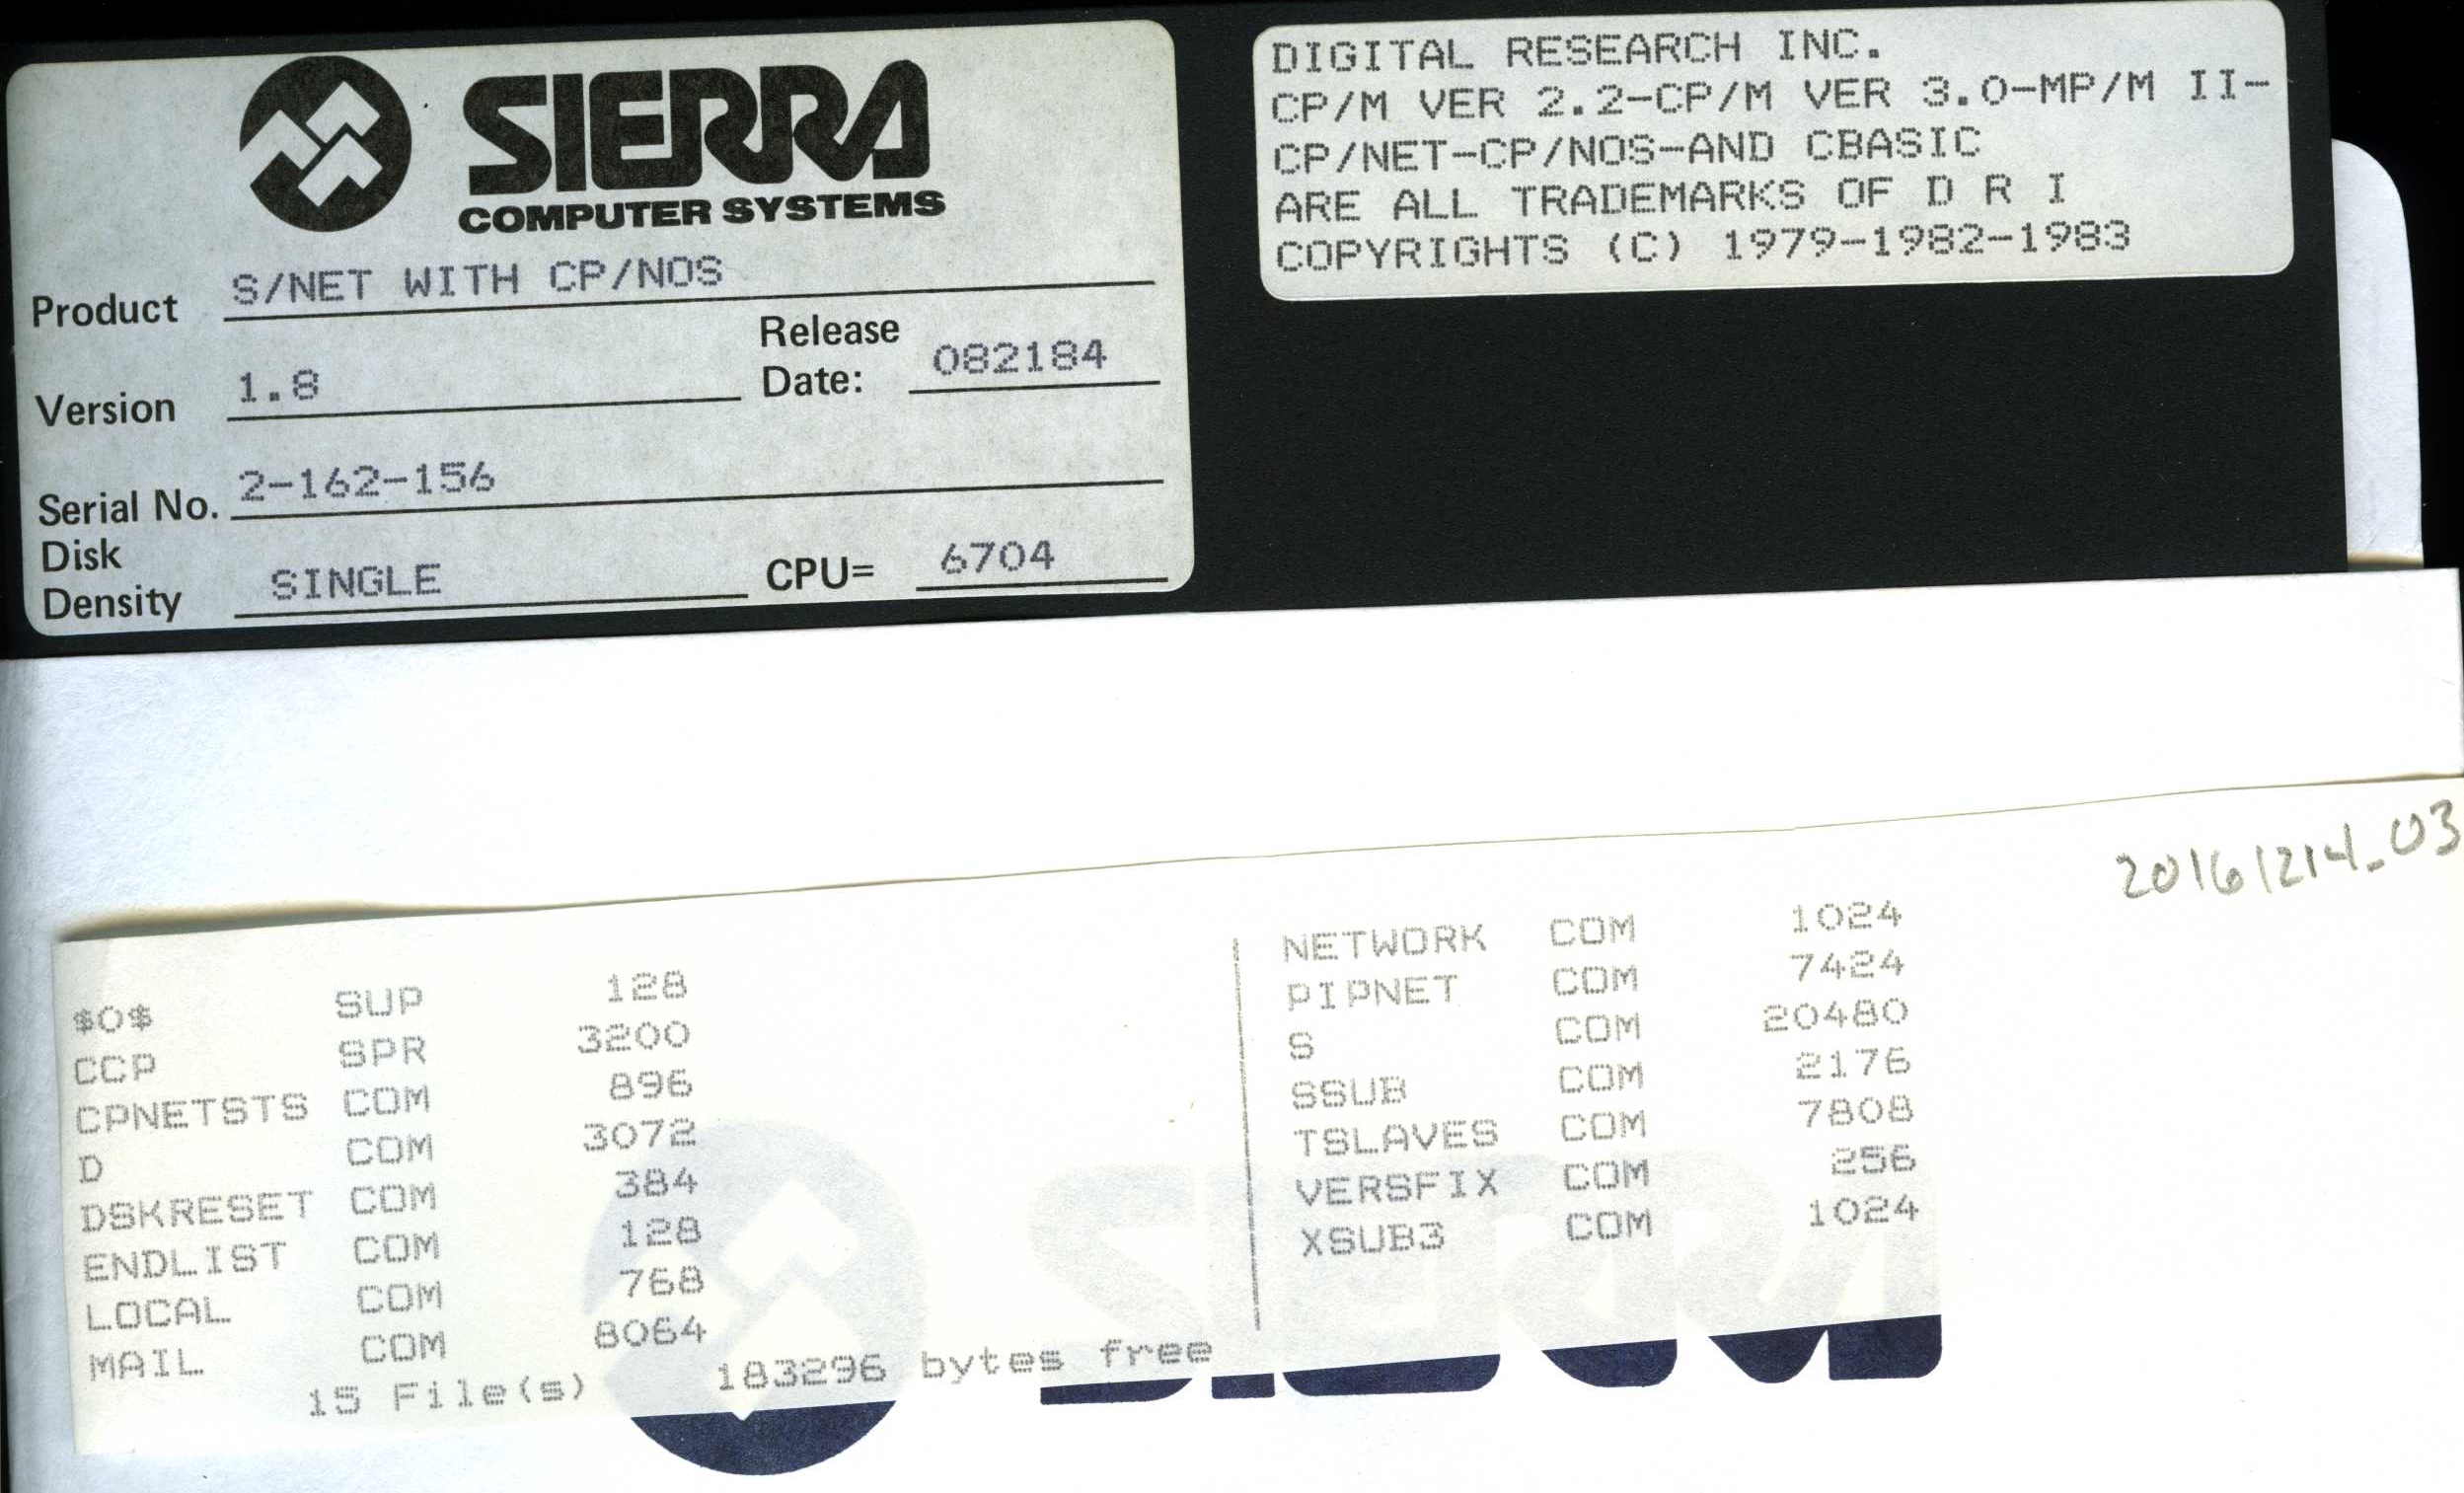 SIERRA
COMPUTER SYSTEMS
Product S/NET WITH CP/NOS
Version 1.8 Release Date: 082184
Serial No. 2-162-156
Disk Density SINGLE CPU= 6704
DIGITAL RESEARCH INC.
CP/M VER 2.2-CP/M VER 3.0-MP/M II-
CP/NET-CP/NOS-AND CBASIC
ARE ALL TRADEMARKS OF D R I
COPYRIGHTS (C) 1979-1982-1983
20161214_03
$0$ SUP 128
CCP SPR 3200
CPNETSTS COM 896
D COM 3072
DSKRESET COM 384
ENDLIST COM 128
LOCAL COM 768
MAIL COM 8064
15 File(s) 183296 bytes free
NETWORK COM 1024
PIPNET COM 7424
S COM 20480
SSUB COM 2176
TSLAVES COM 7808
VERSFIX COM 256
XSUB3 COM 1024
SIERRA